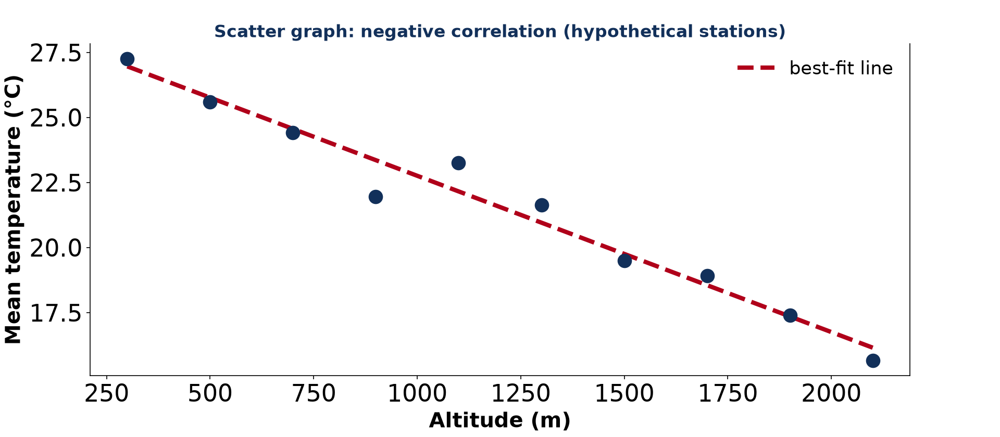 Scatter graph: negative correlation (hypothetical stations)
27.5
25.0
22.5
20.0
17.5
Mean temperature (°C)
best-fit line
250 500 750 1000 1250 1500 1750 2000
Altitude (m)